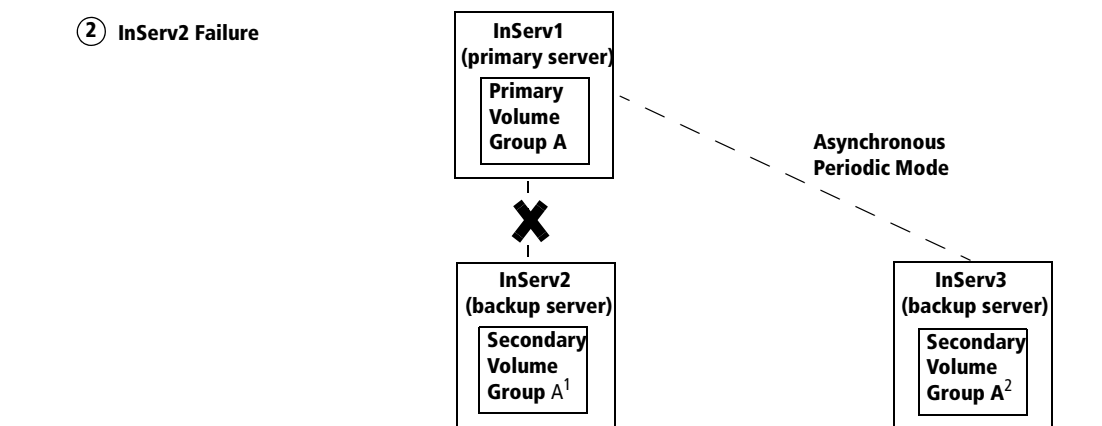 2 InServ2 Failure
InServ1
(primary server)
Primary
Volume
Group A
Asynchronous
Periodic Mode
InServ2
(backup server)
Secondary
Volume
Group A1
InServ3
(backup server)
Secondary
Volume
Group A2